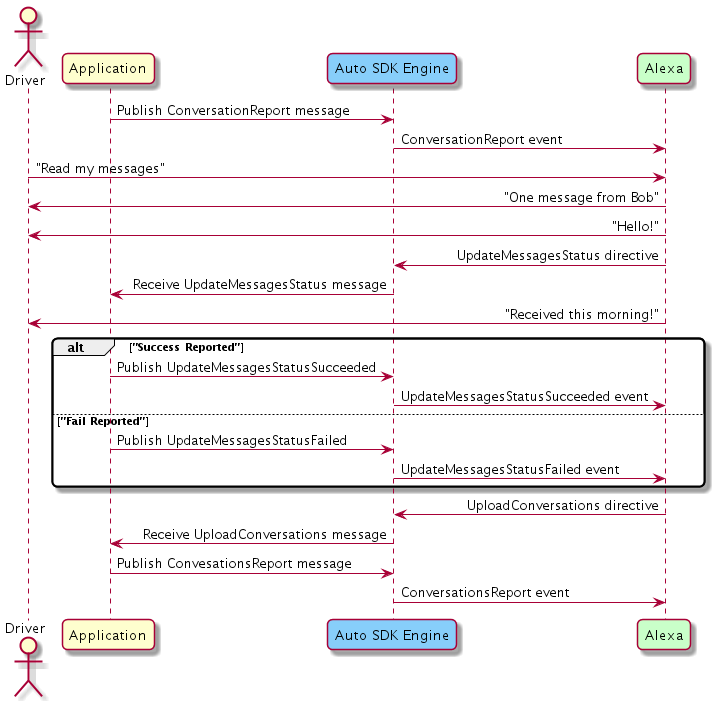 Driver
Application
Auto SDK Engine
Alexa
Publish ConversationReport message
ConversationReport event
"Read my messages"
"One message from Bob"
"Hello!"
UpdateMessagesStatus directive
Receive UpdateMessagesStatus message
"Received this morning!"
alt ["Success Reported"]
Publish UpdateMessagesStatusSucceeded
UpdateMessagesStatusSucceeded event
["Fail Reported"]
Publish UpdateMessagesStatusFailed
UpdateMessagesStatusFailed event
UploadConversations directive
Receive UploadConversations message
Publish ConvesationsReport message
ConversationsReport event
Driver
Application
Auto SDK Engine
Alexa